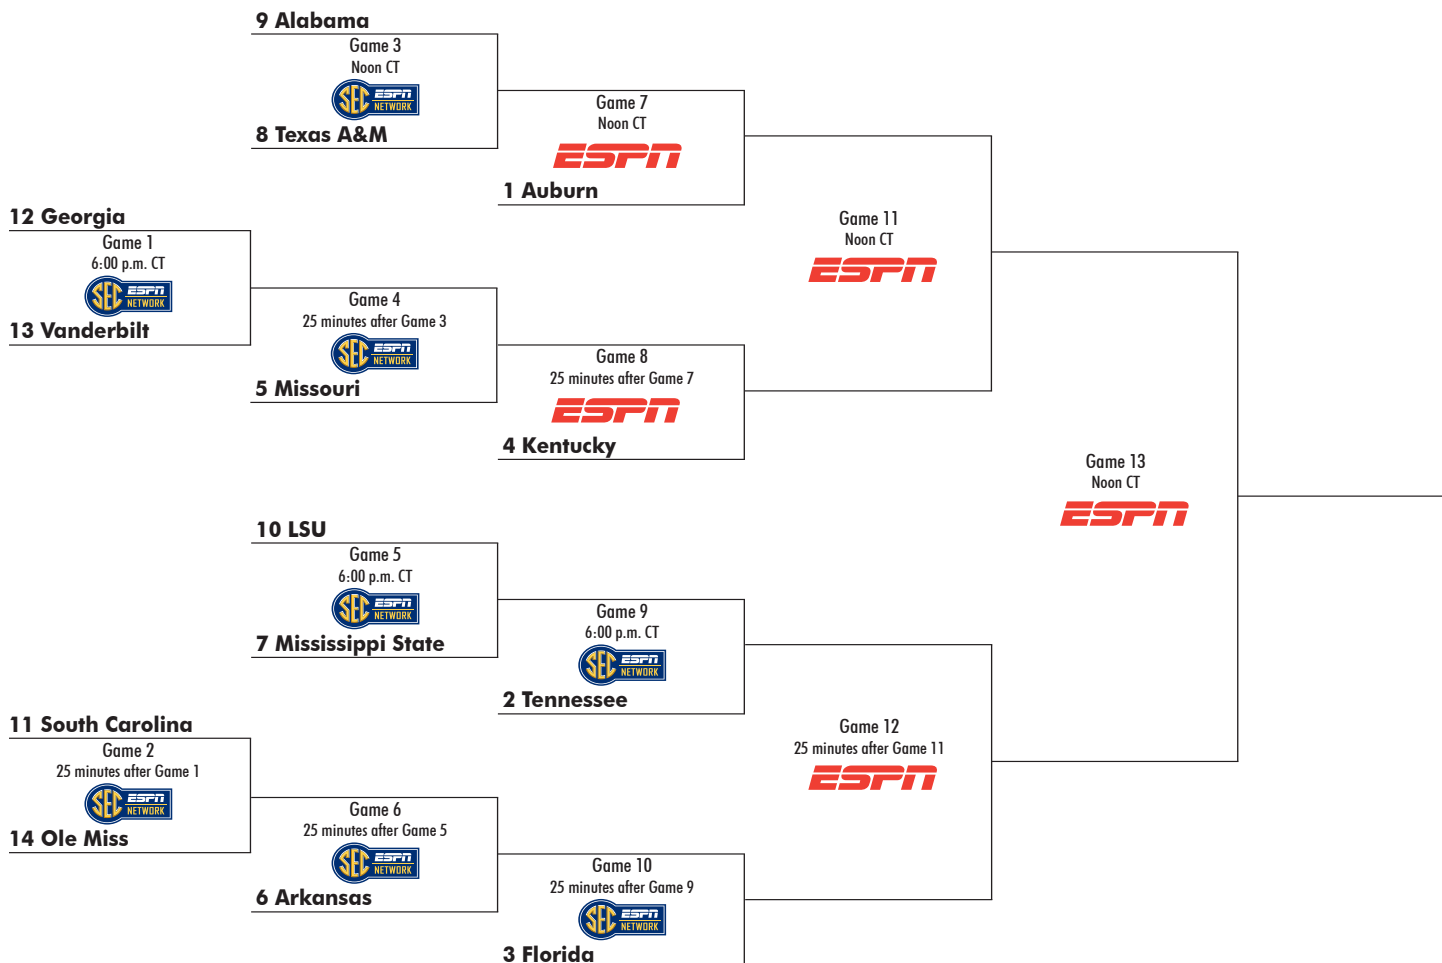 9 Alabama
Game 3
Noon CT
SEC ESPN NETWORK
8 Texas A&M
Game 7
Noon CT
ESPN
1 Auburn
12 Georgia
Game 1
6:00 p.m. CT
SEC ESPN NETWORK
13 Vanderbilt
Game 4
25 minutes after Game 3
SEC ESPN NETWORK
5 Missouri
Game 8
25 minutes after Game 7
ESPN
4 Kentucky
Game 11
Noon CT
ESPN
Game 13
Noon CT
ESPN
10 LSU
Game 5
6:00 p.m. CT
SEC ESPN NETWORK
7 Mississippi State
Game 9
6:00 p.m. CT
SEC ESPN NETWORK
2 Tennessee
11 South Carolina
Game 2
25 minutes after Game 1
SEC ESPN NETWORK
14 Ole Miss
Game 6
25 minutes after Game 5
SEC ESPN NETWORK
6 Arkansas
Game 10
25 minutes after Game 9
SEC ESPN NETWORK
3 Florida
Game 12
25 minutes after Game 11
ESPN